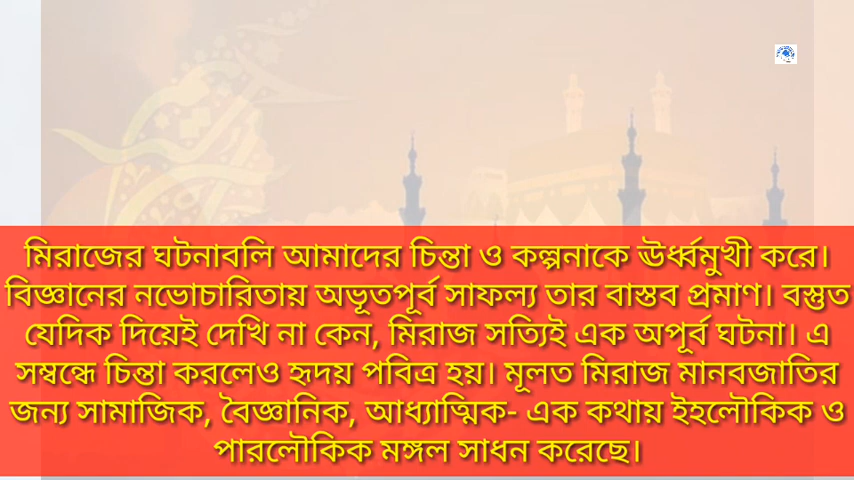 মিরাজের ঘটনাবলি আমাদের চিন্তা ও কল্পনাকে ঊর্ধ্বমুখী করে।
বিজ্ঞানের নভোচারিতায় অভূতপূর্ব সাফল্য তার বাস্তব প্রমাণ। বস্তুত
যেদিক দিয়েই দেখি না কেন, মিরাজ সত্যিই এক অপূর্ব ঘটনা। এ
সম্বন্ধে চিন্তা করলেও হৃদয় পবিত্র হয়। মূলত মিরাজ মানবজাতির
জন্য সামাজিক, বৈজ্ঞানিক, আধ্যাত্মিক- এক কথায় ইহলৌকিক ও
পারলৌকিক মঙ্গল সাধন করেছে।